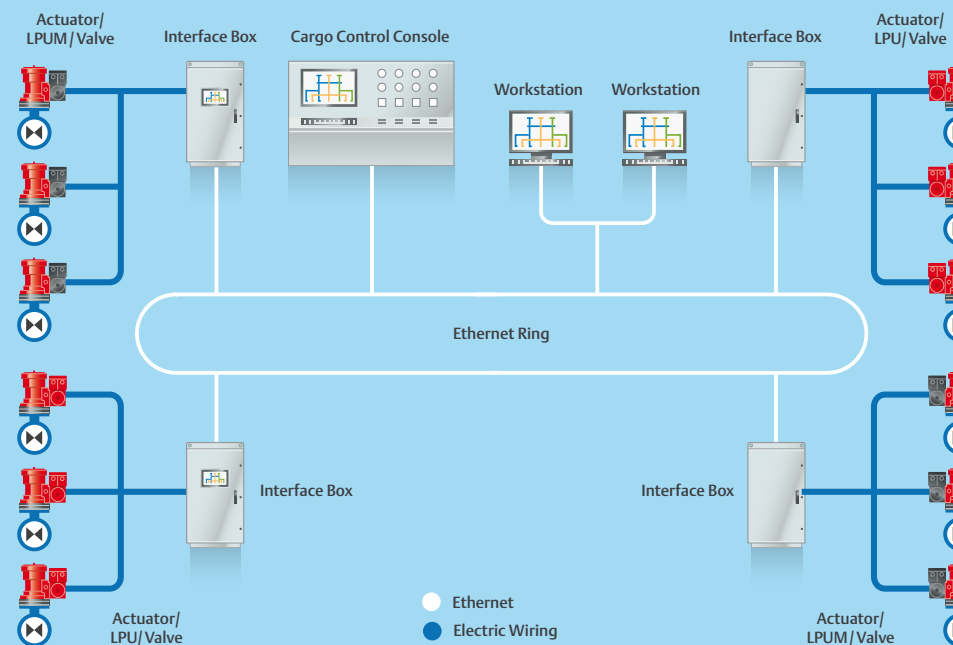 Actuator/
LPUM/ Valve
Interface Box
Cargo Control Console
Interface Box
Actuator/
LPU/ Valve
Workstation
Workstation
Ethernet Ring
Interface Box
Interface Box
Actuator/
LPU/ Valve
Ethernet
Electric Wiring
Actuator/
LPUM/ Valve